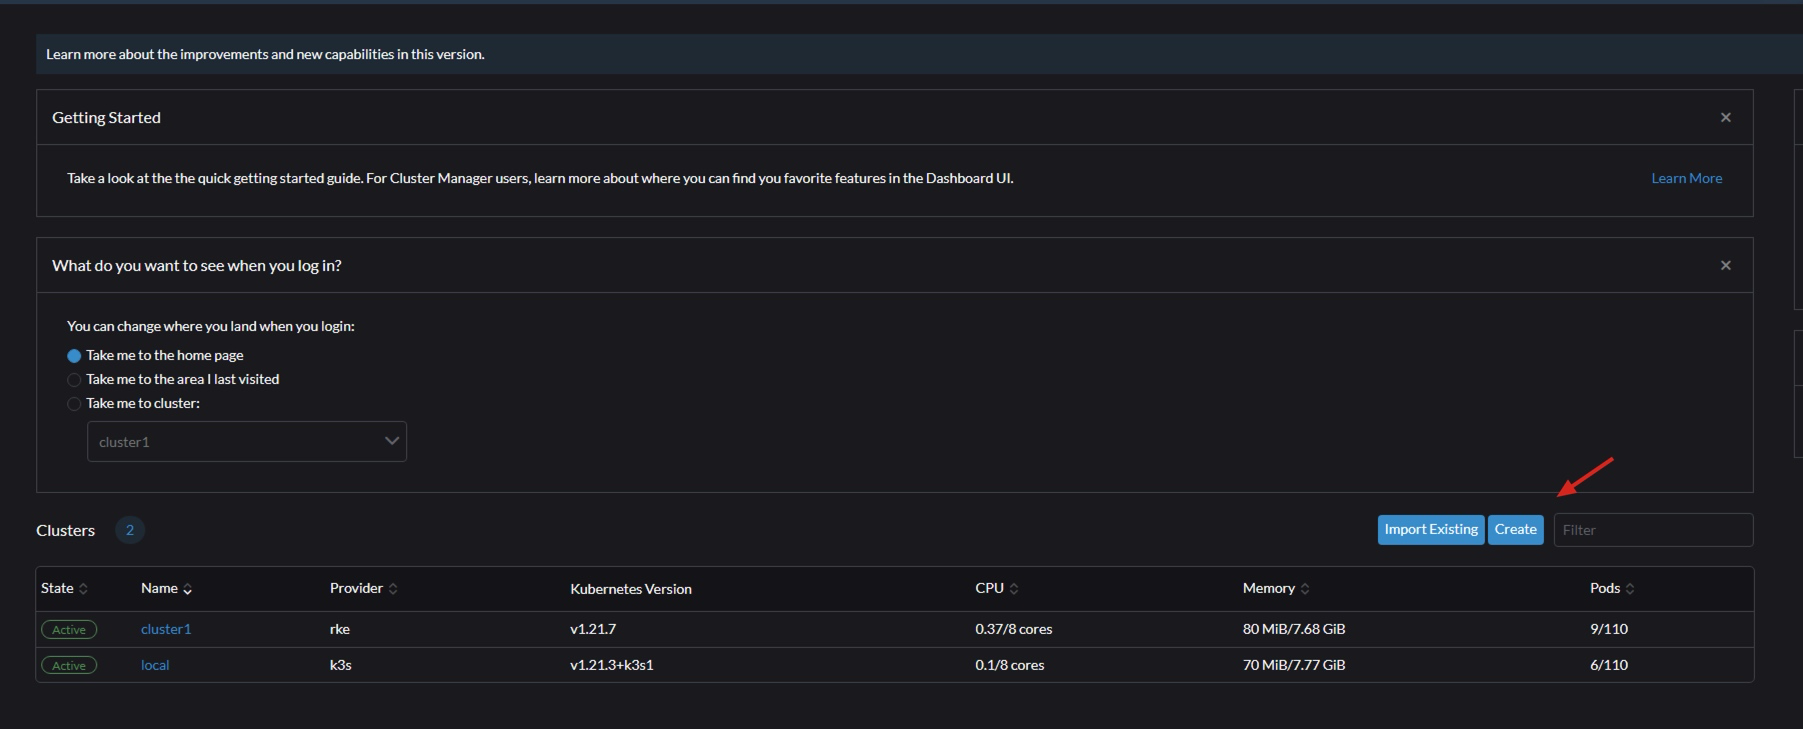 Learn more about the improvements and new capabilities in this version.
Getting Started
Take a look at the the quick getting started guide. For Cluster Manager users, learn more about where you can find you favorite features in the Dashboard UI. Learn More
What do you want to see when you log in?
You can change where you land when you login:
Take me to the home page
Take me to the area I last visited
Take me to cluster:
cluster1
Clusters 2 Import Existing Create Filter
State Name Provider Kubernetes Version CPU Memory Pods
Active cluster1 rke v1.21.7 0.37/8 cores 80 MiB/7.68 GiB 9/110
Active local k3s v1.21.3+k3s1 0.1/8 cores 70 MiB/7.77 GiB 6/110